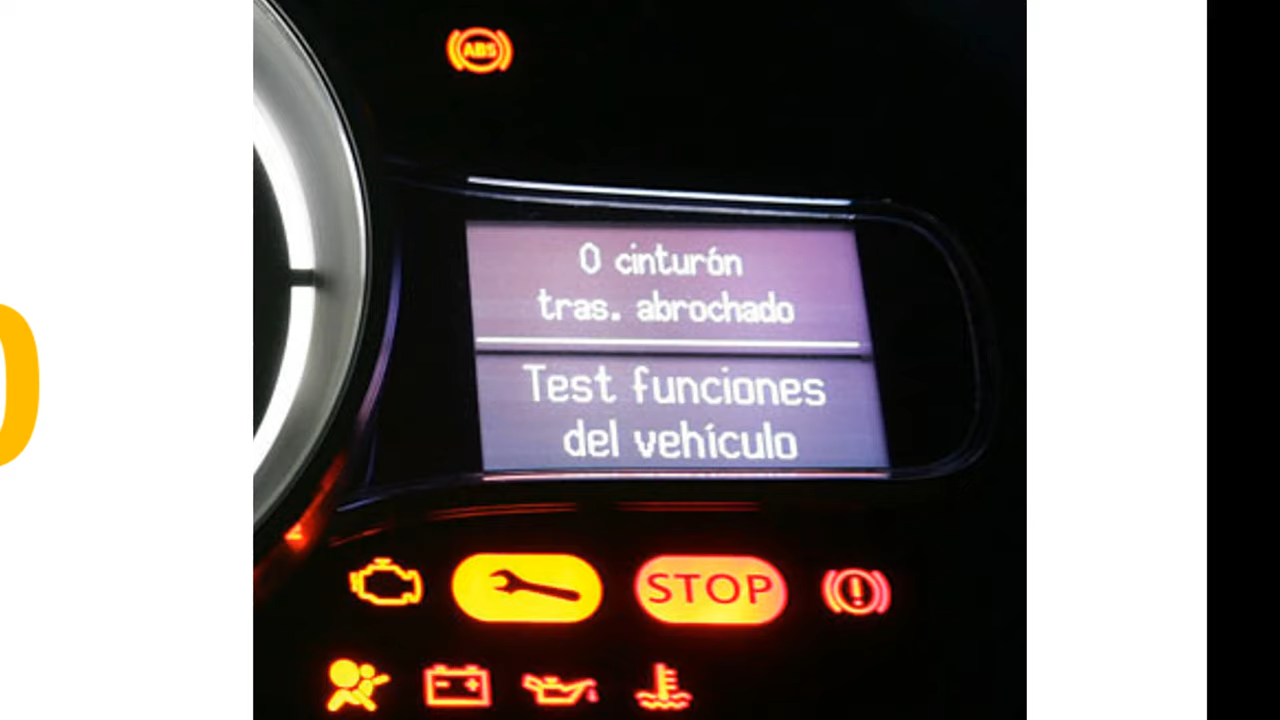 ABS
0 cinturón
tras. abrochado
Test funciones
del vehículo
STOP